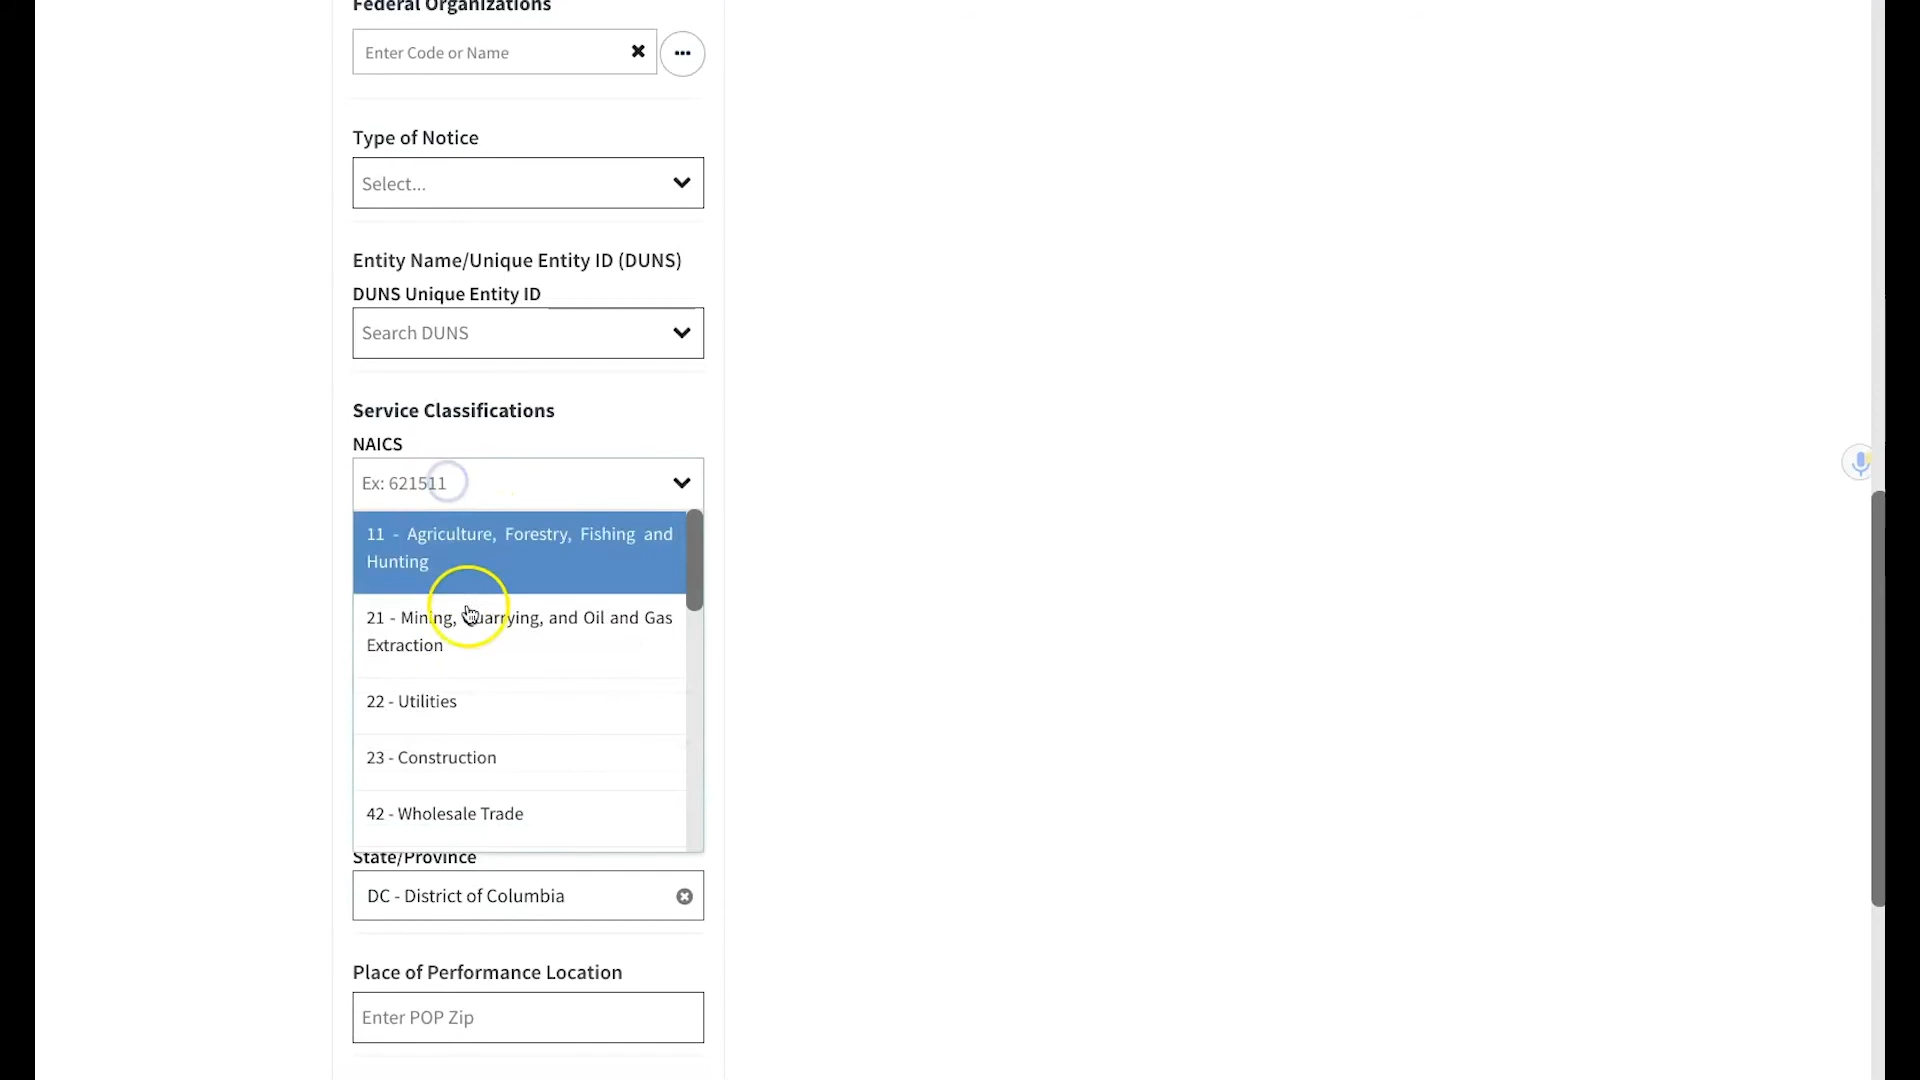 Federal Organizations
Enter Code or Name
Type of Notice
Select...
Entity Name/Unique Entity ID (DUNS)
DUNS Unique Entity ID
Search DUNS
Service Classifications
NAICS
Ex: 621511
11 - Agriculture, Forestry, Fishing and
Hunting
21 - Mining, Quarrying, and Oil and Gas
Extraction
22 - Utilities
23 - Construction
42 - Wholesale Trade
State/Province
DC - District of Columbia
Place of Performance Location
Enter POP Zip